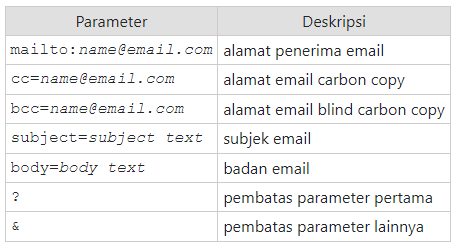 Parameter Deskripsi
mailto:name@email.com alamat penerima email
cc=name@email.com alamat email carbon copy
bcc=name@email.com alamat email blind carbon copy
subject=subject text subjek email
body=body text badan email
? pembatas parameter pertama
& pembatas parameter lainnya